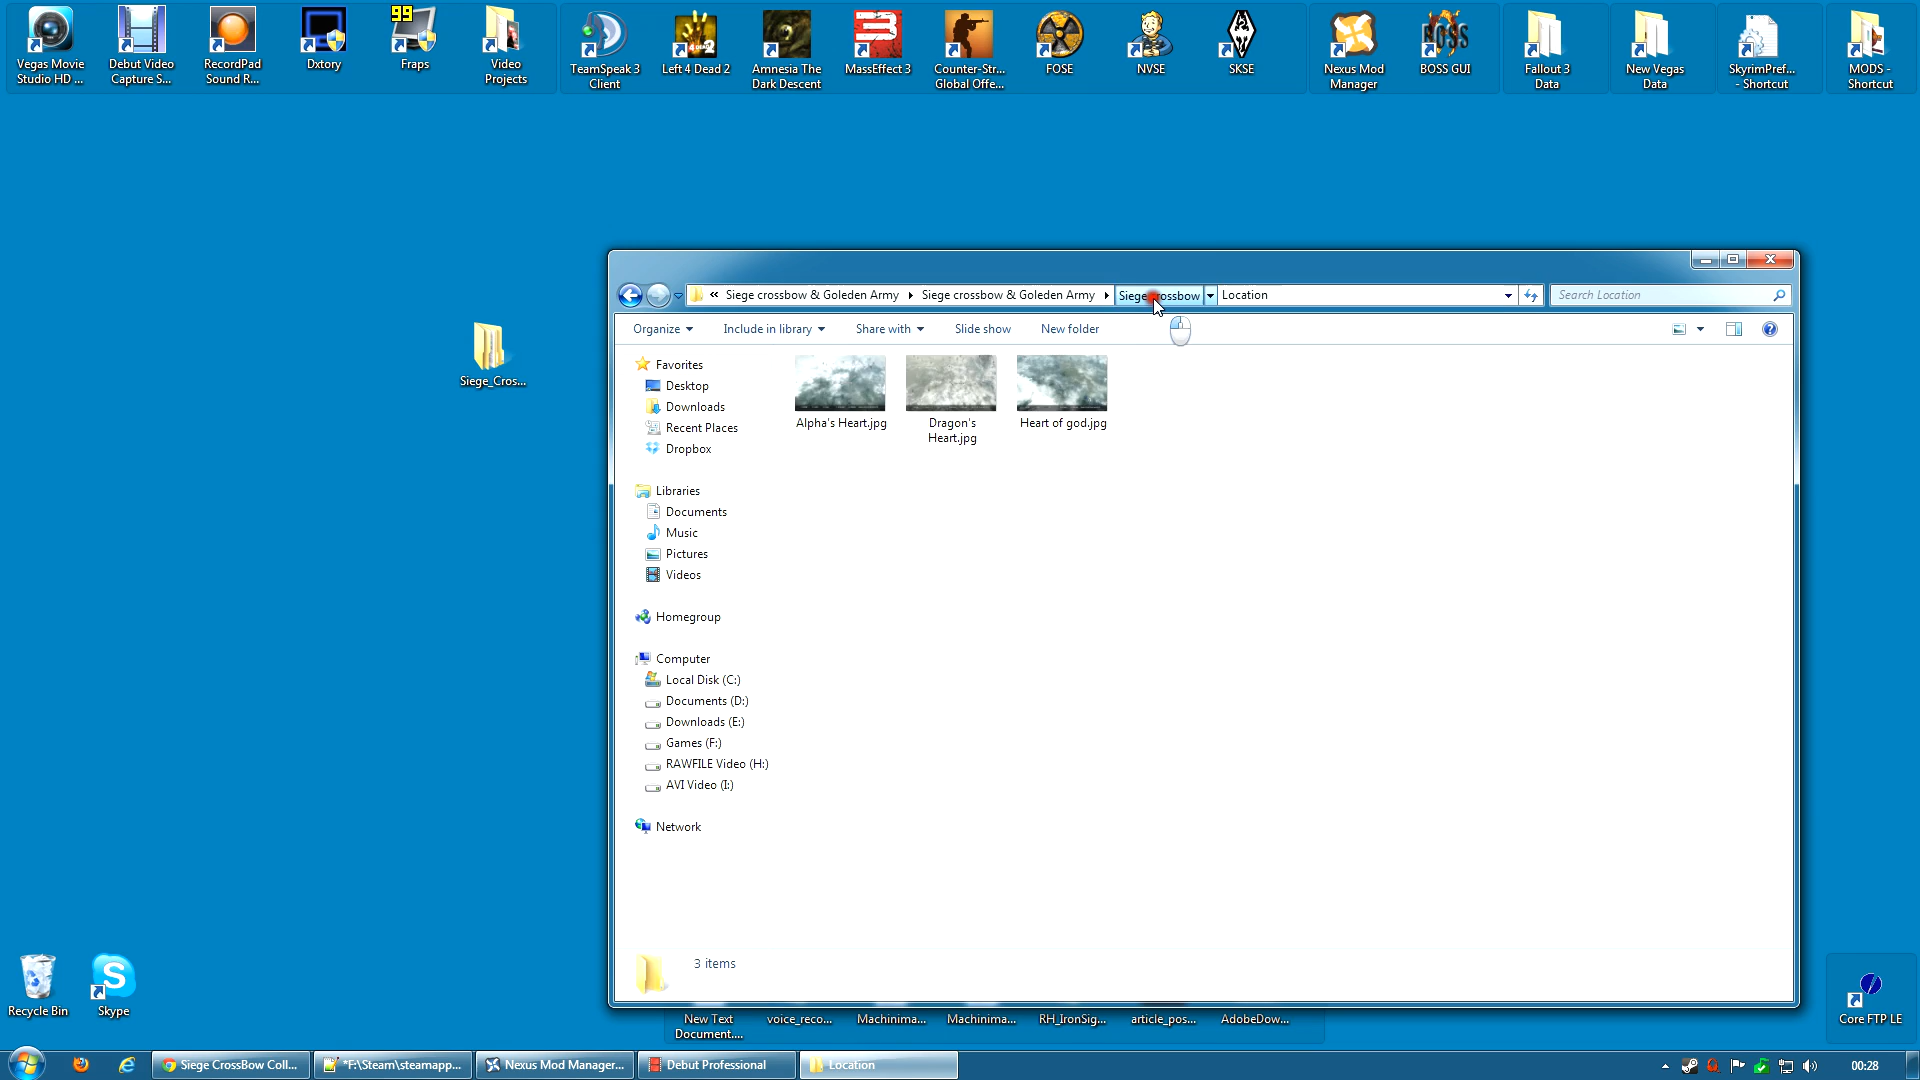 99
Vegas Movie
Studio HD ...
Debut Video
Capture S...
RecordPad
Sound R...
Dxtory
Fraps
Video
Projects
TeamSpeak 3
Client
Left 4 Dead 2
Amnesia The
Dark Descent
MassEffect 3
Counter-Str...
Global Offe...
FOSE
NVSE
SKSE
Nexus Mod
Manager
BOSS
BOSS GUI
Fallout 3
Data
New Vegas
Data
SkyrimPref...
- Shortcut
MODS -
Shortcut
Siege_Cros...
« Siege crossbow & Goleden Army
Siege crossbow & Goleden Army
Location
Search Location
Organize
Include in library
Share with
Slide show
New folder
Favorites
Desktop
Downloads
Recent Places
Dropbox
Libraries
Documents
Music
Pictures
Videos
Homegroup
Computer
Local Disk (C:)
Documents (D:)
Downloads (E:)
Games (F:)
RAWFILE Video (H:)
AVI Video (I:)
Network
Alpha's Heart.jpg
Dragon's
Heart.jpg
Heart of god.jpg
3 items
Recycle Bin
Skype
New Text
Document....
voice_reco...
Machinima...
Machinima...
RH_IronSig...
article_pos...
AdobeDow...
Core FTP LE
Siege CrossBow Coll...
*F:\Steam\steamapp...
Nexus Mod Manager...
Debut Professional
Location
00:28